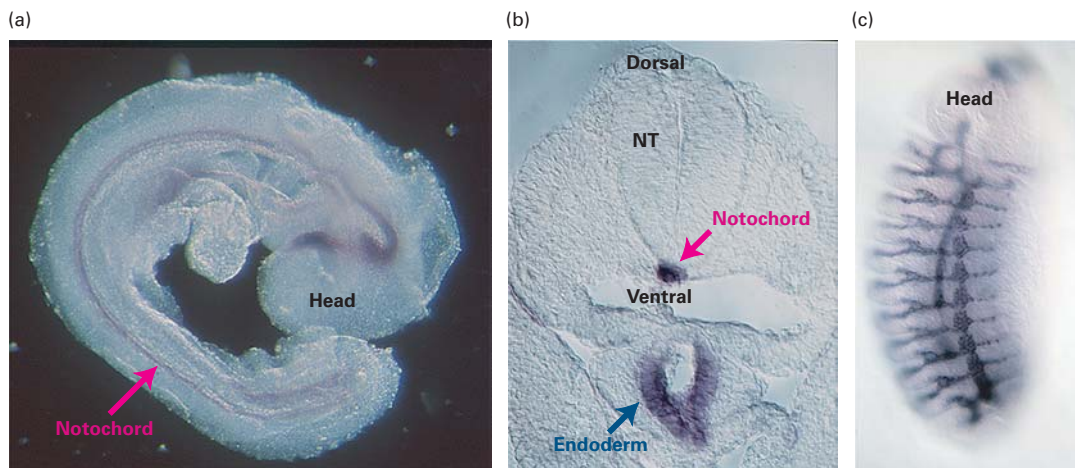 (a)
Head
Notochord
(b)
Dorsal
NT
Notochord
Ventral
Endoderm
(c)
Head